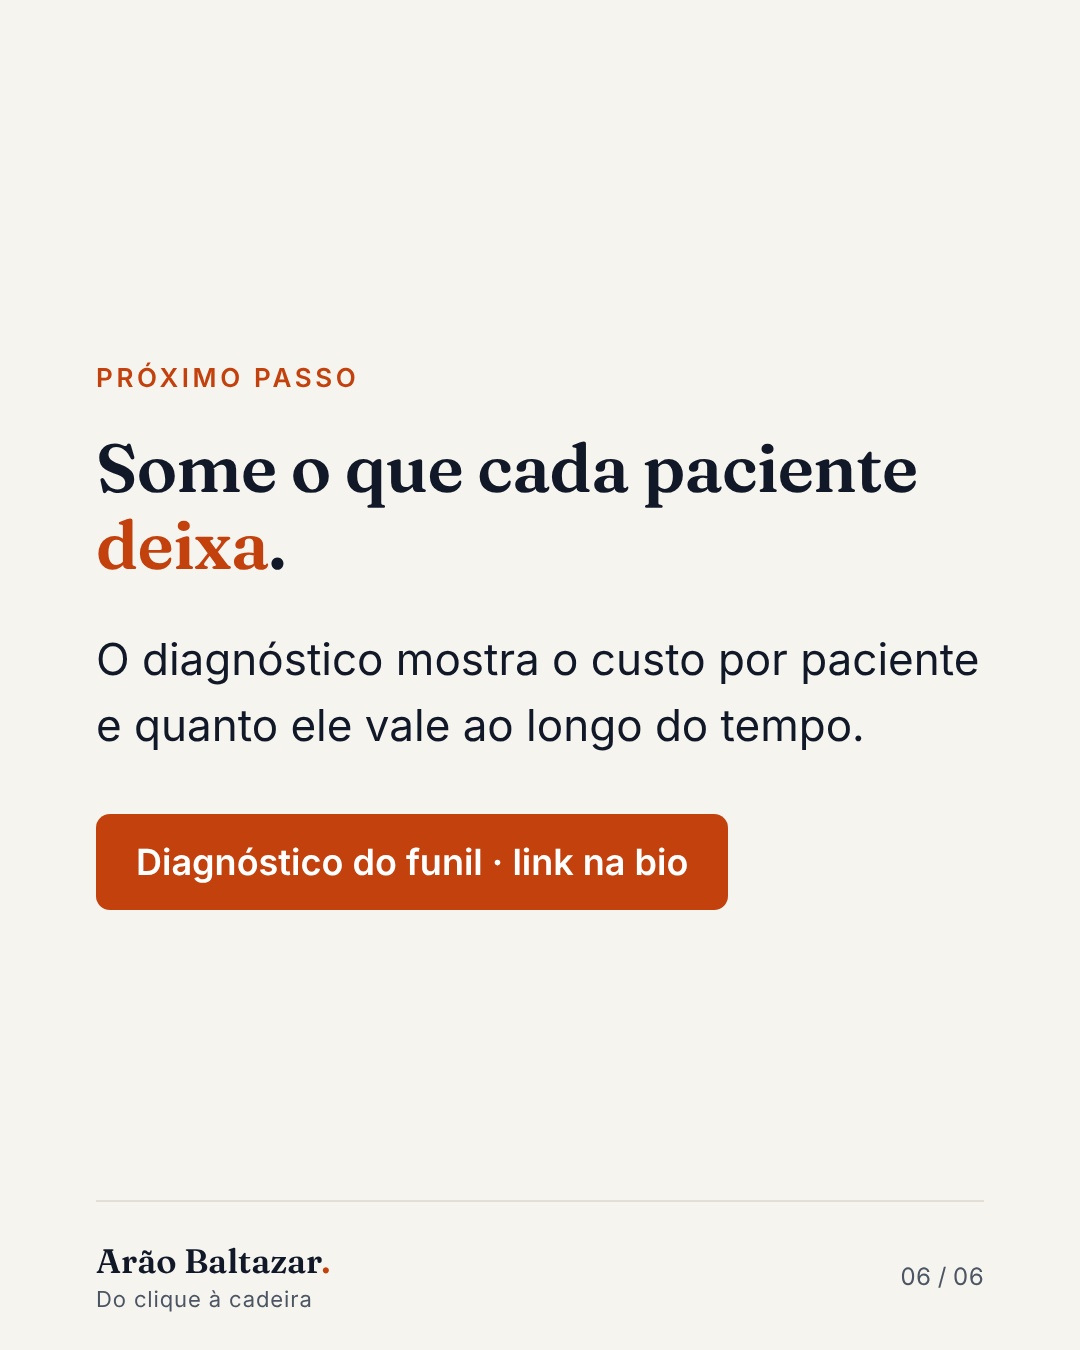 PRÓXIMO PASSO
Some o que cada paciente
deixa.
O diagnóstico mostra o custo por paciente
e quanto ele vale ao longo do tempo.
Diagnóstico do funil · link na bio
Arão Baltazar.
Do clique à cadeira
06 / 06